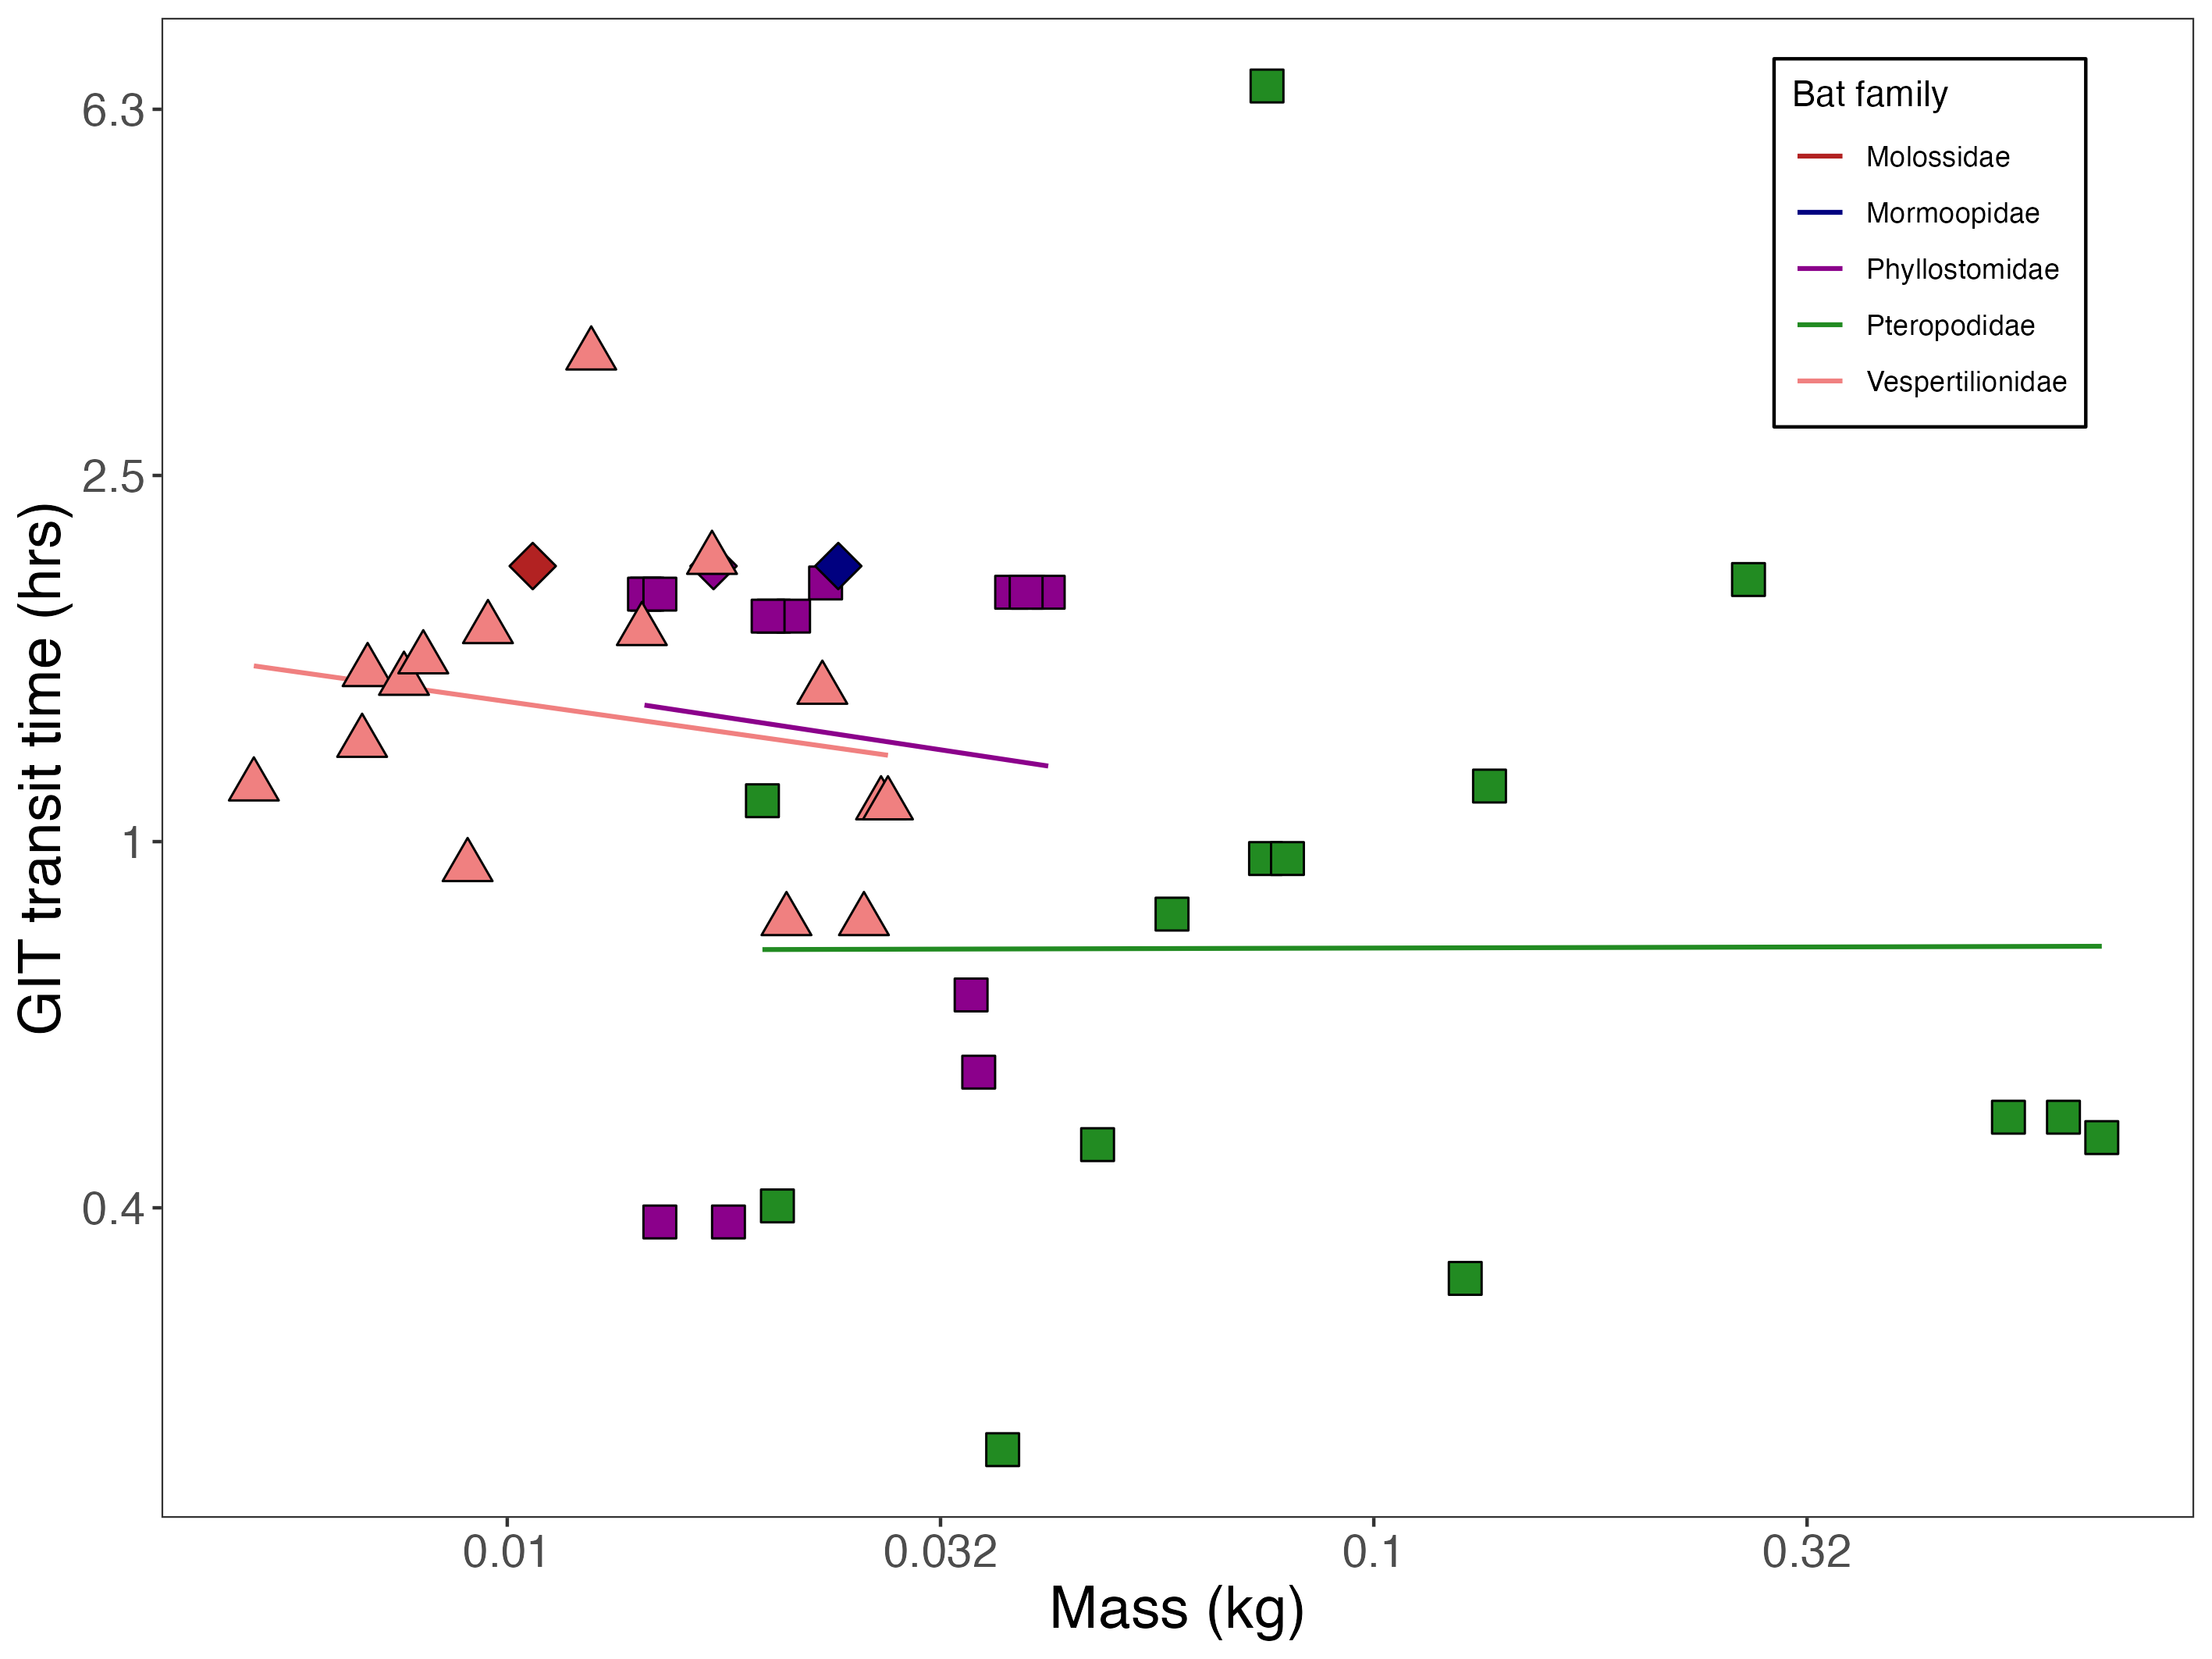 6.3
2.5
1
0.4
GIT transit time (hrs)
0.01
0.032
0.1
0.32
Mass (kg)
Bat family
Molossidae
Mormoopidae
Phyllostomidae
Pteropodidae
Vespertilionidae